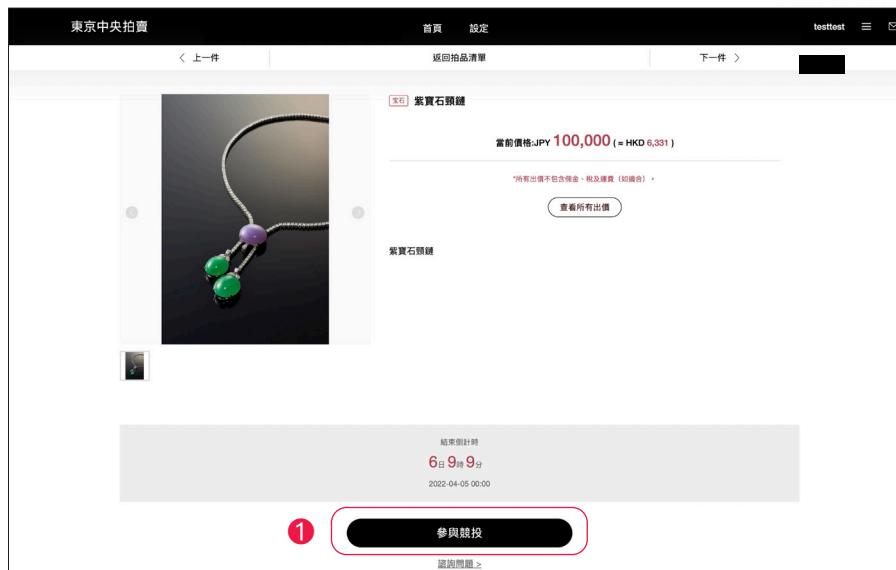 東京中央拍賣
首頁 設定
testtest
上一件 返回拍品清單 下一件
宝石 紫寶石頸鏈
當前價格:JPY 100,000 ( = HKD 6,331 )
*所有出價不包含佣金、稅及運費（如適合）。
查看所有出價
紫寶石頸鏈
結束倒計時
6日 9時 9分
2022-04-05 00:00
1 參與競投
諮詢問題 >